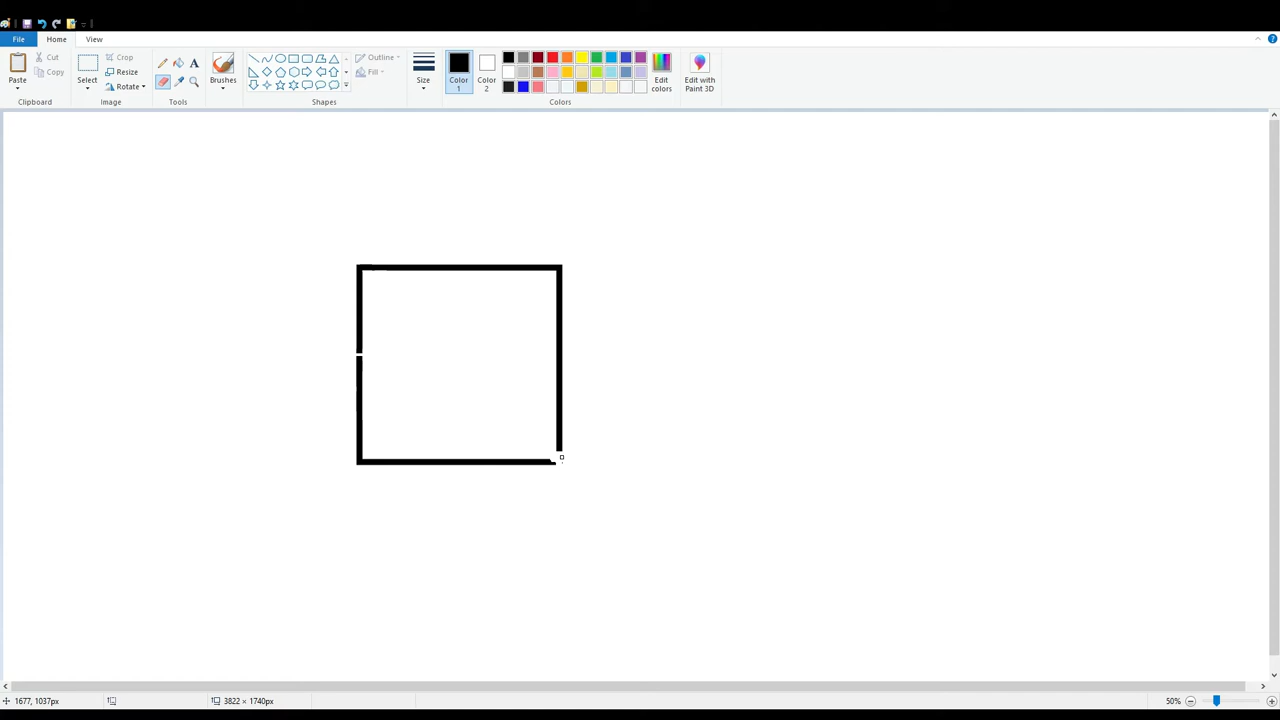 File Home View
Paste
Cut
Copy
Clipboard
Select
Crop
Resize
Rotate
Image
Tools
Brushes
Shapes
Outline
Fill
Size
Color
1
Color
2
Edit
colors
Colors
Edit with
Paint 3D
1677, 1037px
3822 × 1740px
50%